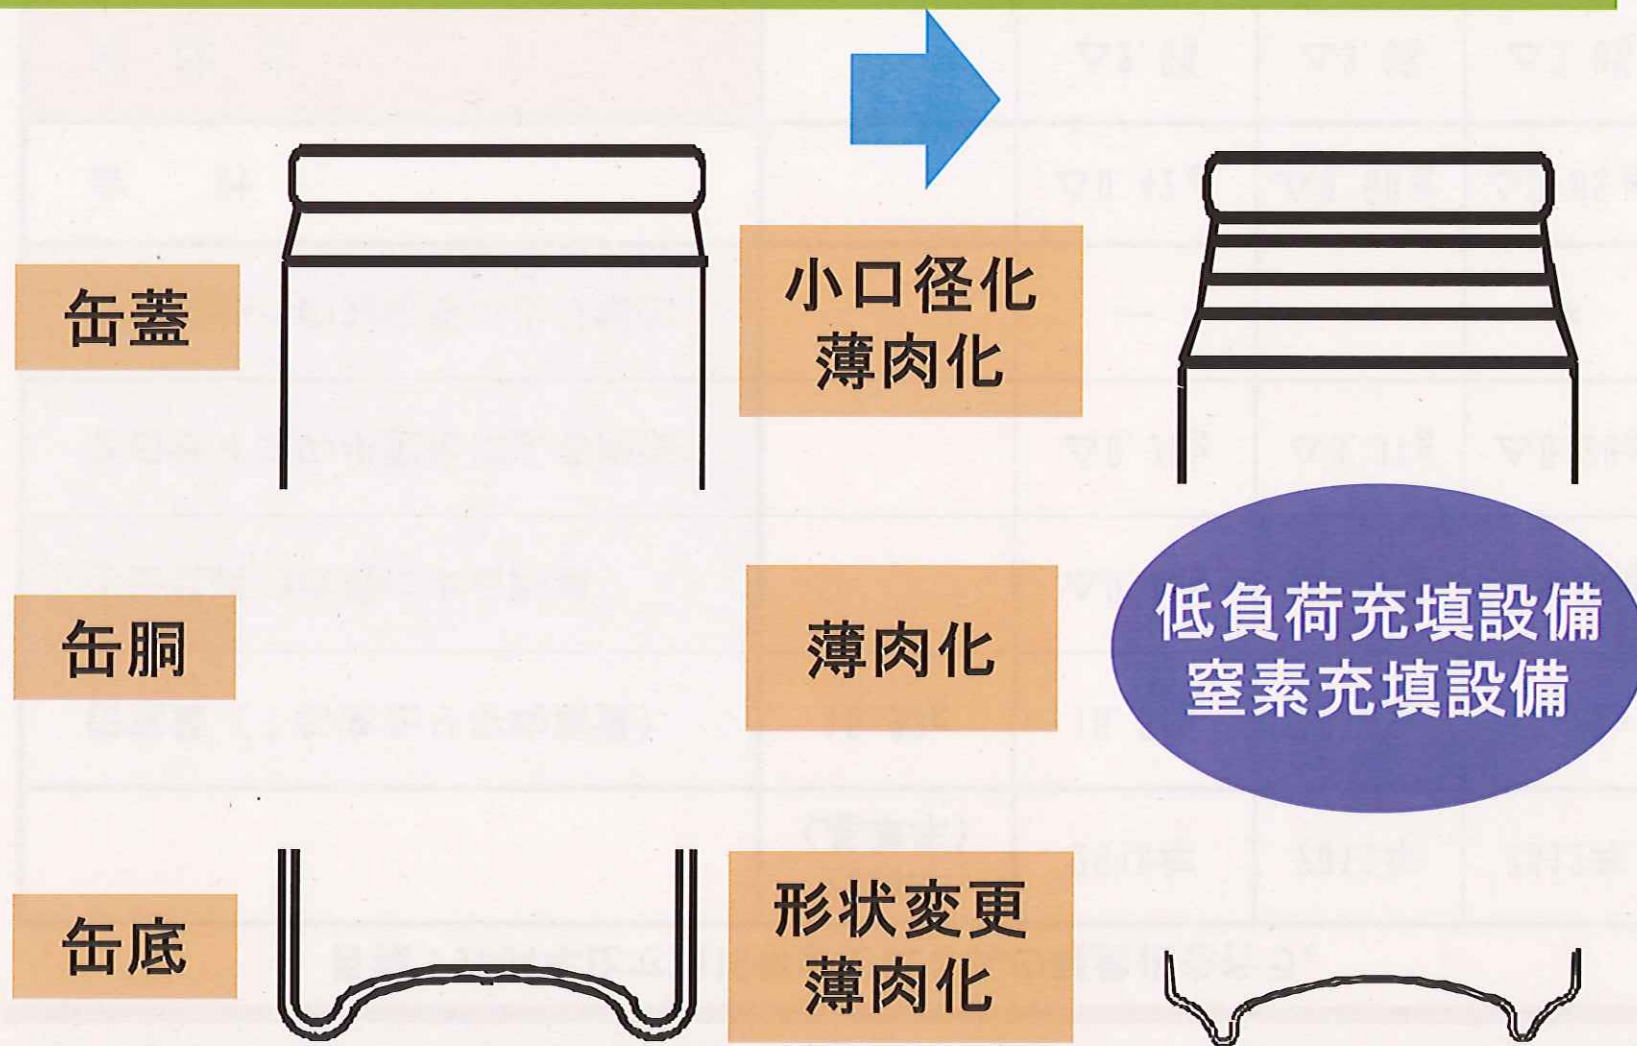 缶蓋
小口径化
薄肉化
缶胴
薄肉化
低負荷充填設備
窒素充填設備
缶底
形状変更
薄肉化